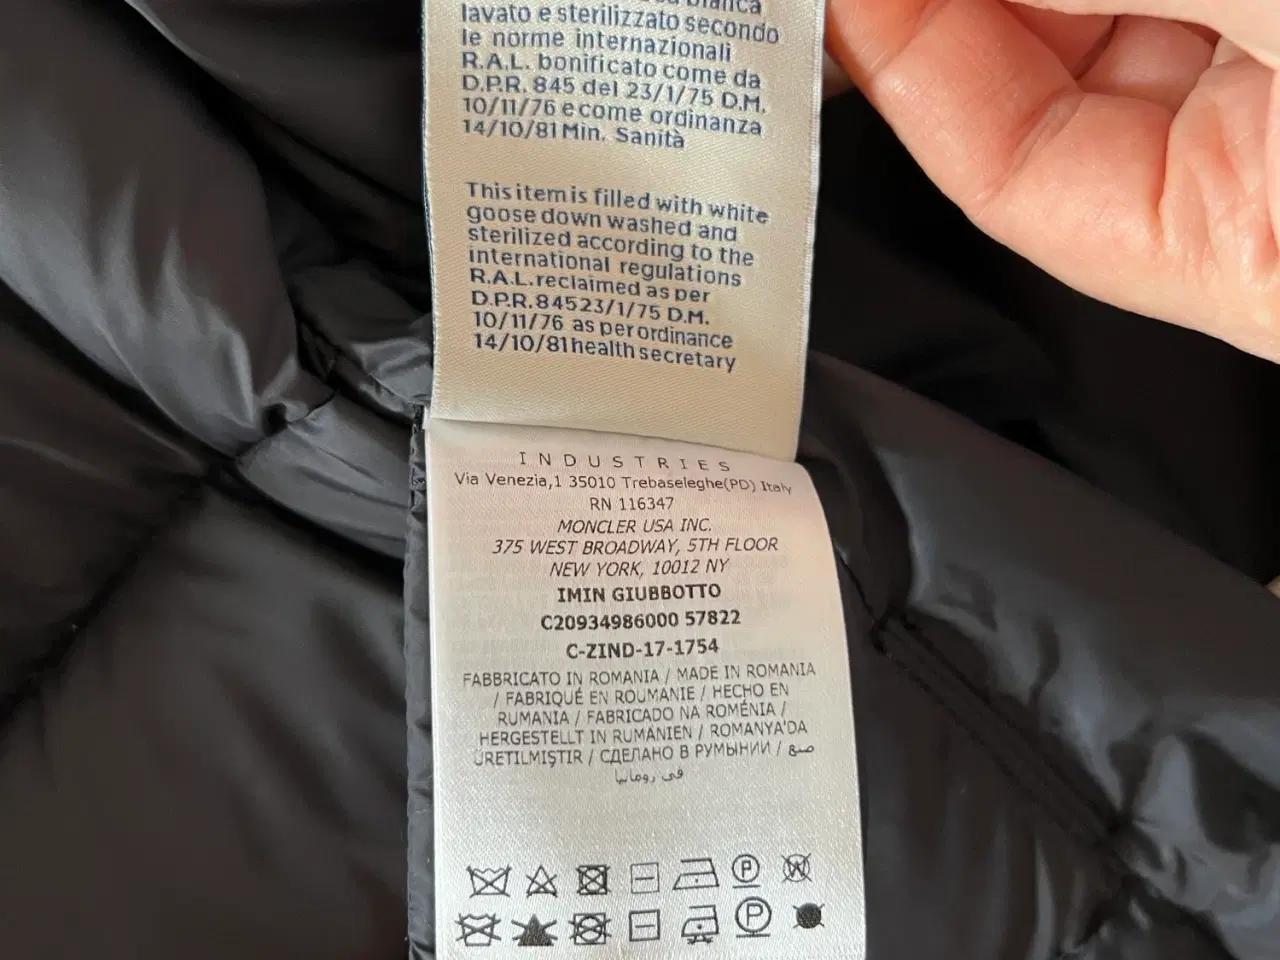 bianca
lavato e sterilizzato secondo
le norme internazionali
R.A.L. bonificato come da
D.P.R. 845 del 23/1/75 D.M.
10/11/76 e come ordinanza
14/10/81 Min. Sanità
This item is filled with white
goose down washed and
sterilized according to the
international regulations
R.A.L. reclaimed as per
D.P.R. 84523/1/75 D.M.
10/11/76 as per ordinance
14/10/81 health secretary
INDUSTRIES
Via Venezia,1 35010 Trebaseleghe(PD) Italy
RN 116347
MONCLER USA INC.
375 WEST BROADWAY, 5TH FLOOR
NEW YORK, 10012 NY
IMIN GIUBBOTTO
C20934986000 57822
C-ZIND-17-1754
FABBRICATO IN ROMANIA / MADE IN ROMANIA
/ FABRIQUÉ EN ROUMANIE / HECHO EN
RUMANIA / FABRICADO NA ROMÉNIA /
HERGESTELLT IN RUMÄNIEN / ROMANYA'DA
ÜRETILMIŞTIR / СДЕЛАНО В РУМЫНИИ / صنع
في رومانيا
P W
P